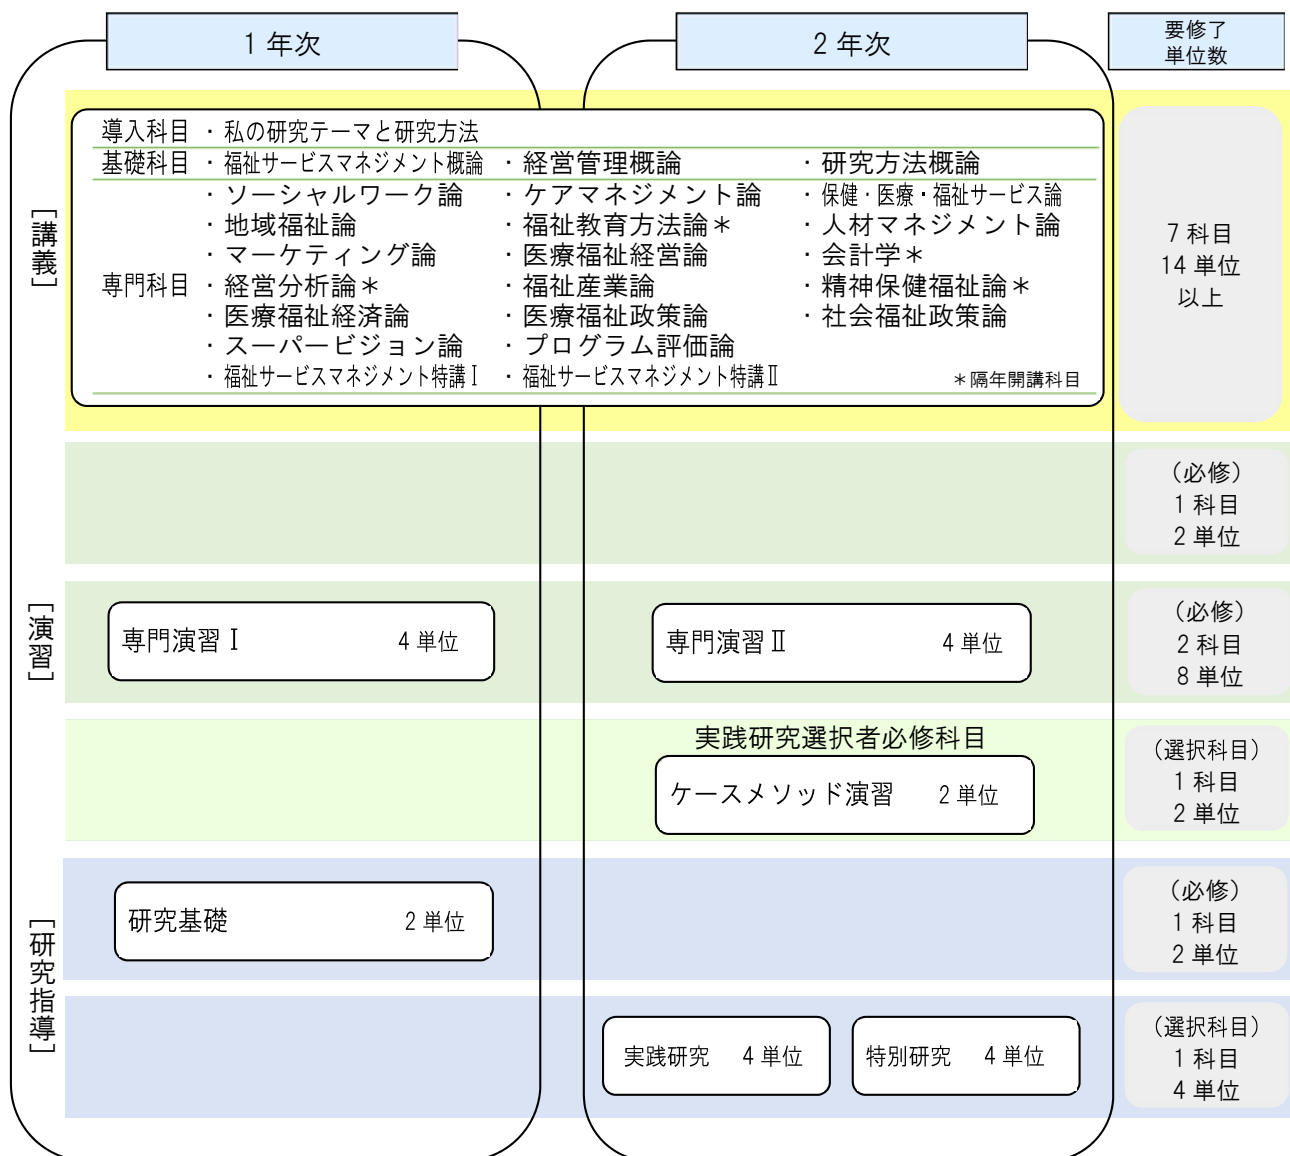 1 年次
2 年次
要修了
単位数
[講義]
導入科目 ・私の研究テーマと研究方法
基礎科目 ・福祉サービスマネジメント概論 ・経営管理概論 ・研究方法概論
・ソーシャルワーク論 ・ケアマネジメント論 ・保健・医療・福祉サービス論
・地域福祉論 ・福祉教育方法論＊ ・人材マネジメント論
・マーケティング論 ・医療福祉経営論 ・会計学＊
専門科目 ・経営分析論＊ ・福祉産業論 ・精神保健福祉論＊
・医療福祉経済論 ・医療福祉政策論 ・社会福祉政策論
・スーパービジョン論 ・プログラム評価論
・福祉サービスマネジメント特講Ⅰ ・福祉サービスマネジメント特講Ⅱ ＊隔年開講科目
7 科目
14 単位
以上
(必修)
1 科目
2 単位
[演習]
専門演習Ⅰ 4 単位
専門演習Ⅱ 4 単位
(必修)
2 科目
8 単位
実践研究選択者必修科目
ケースメソッド演習 2 単位
(選択科目)
1 科目
2 単位
[研究指導]
研究基礎 2 単位
(必修)
1 科目
2 単位
実践研究 4 単位
特別研究 4 単位
(選択科目)
1 科目
4 単位